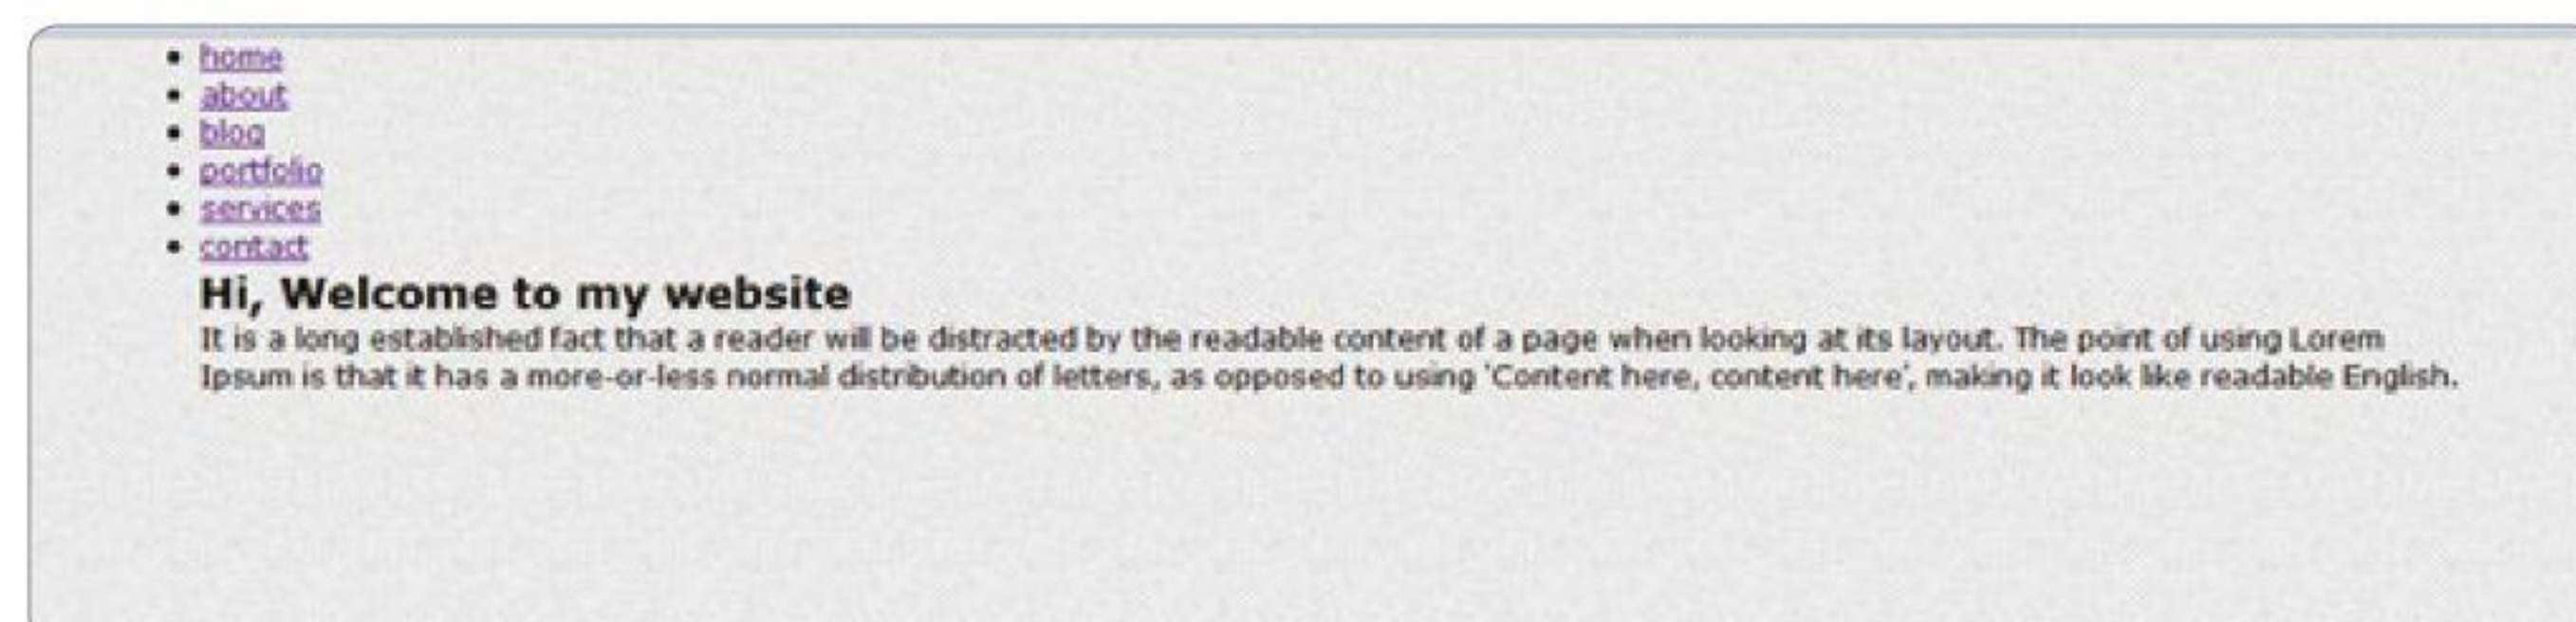 home
about
blog
portfolio
services
contact
Hi, Welcome to my website
It is a long established fact that a reader will be distracted by the readable content of a page when looking at its layout. The point of using Lorem
Ipsum is that it has a more-or-less normal distribution of letters, as opposed to using 'Content here, content here', making it look like readable English.